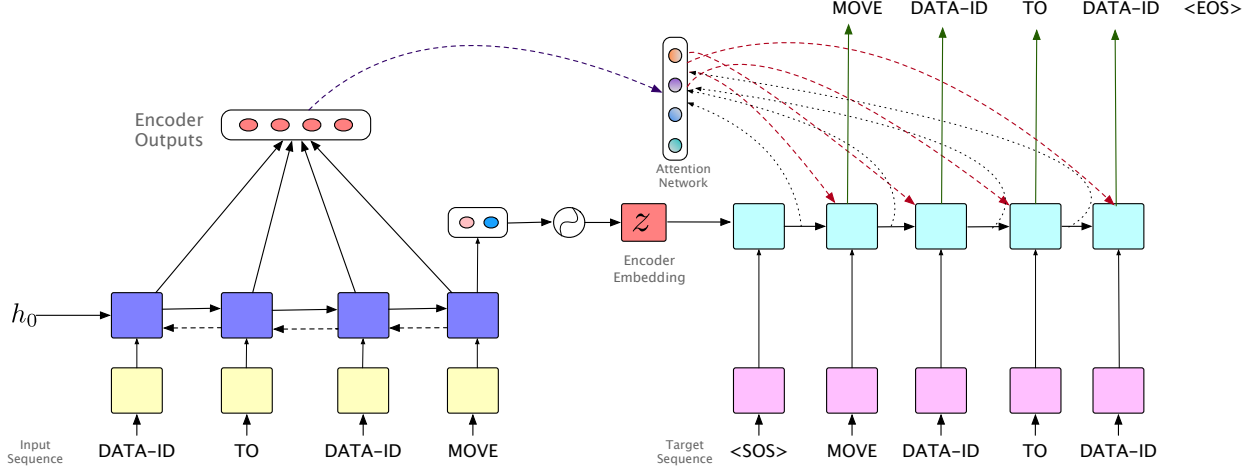 MOVE DATA-ID TO DATA-ID <EOS>
Encoder
Outputs
Attention
Network
z
Encoder
Embedding
h0
Input
Sequence
DATA-ID TO DATA-ID MOVE
Target
Sequence
<SOS> MOVE DATA-ID TO DATA-ID